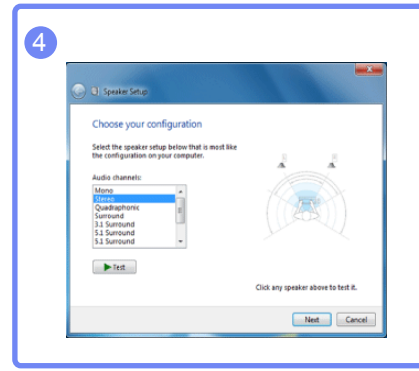 4
Speaker Setup
Choose your configuration
Select the speaker setup below that is most like
the configuration on your computer.
Audio channels:
Mono
Stereo
Quadraphonic
Surround
3.1 Surround
5.1 Surround
5.1 Surround
Test
Click any speaker above to test it.
Next
Cancel